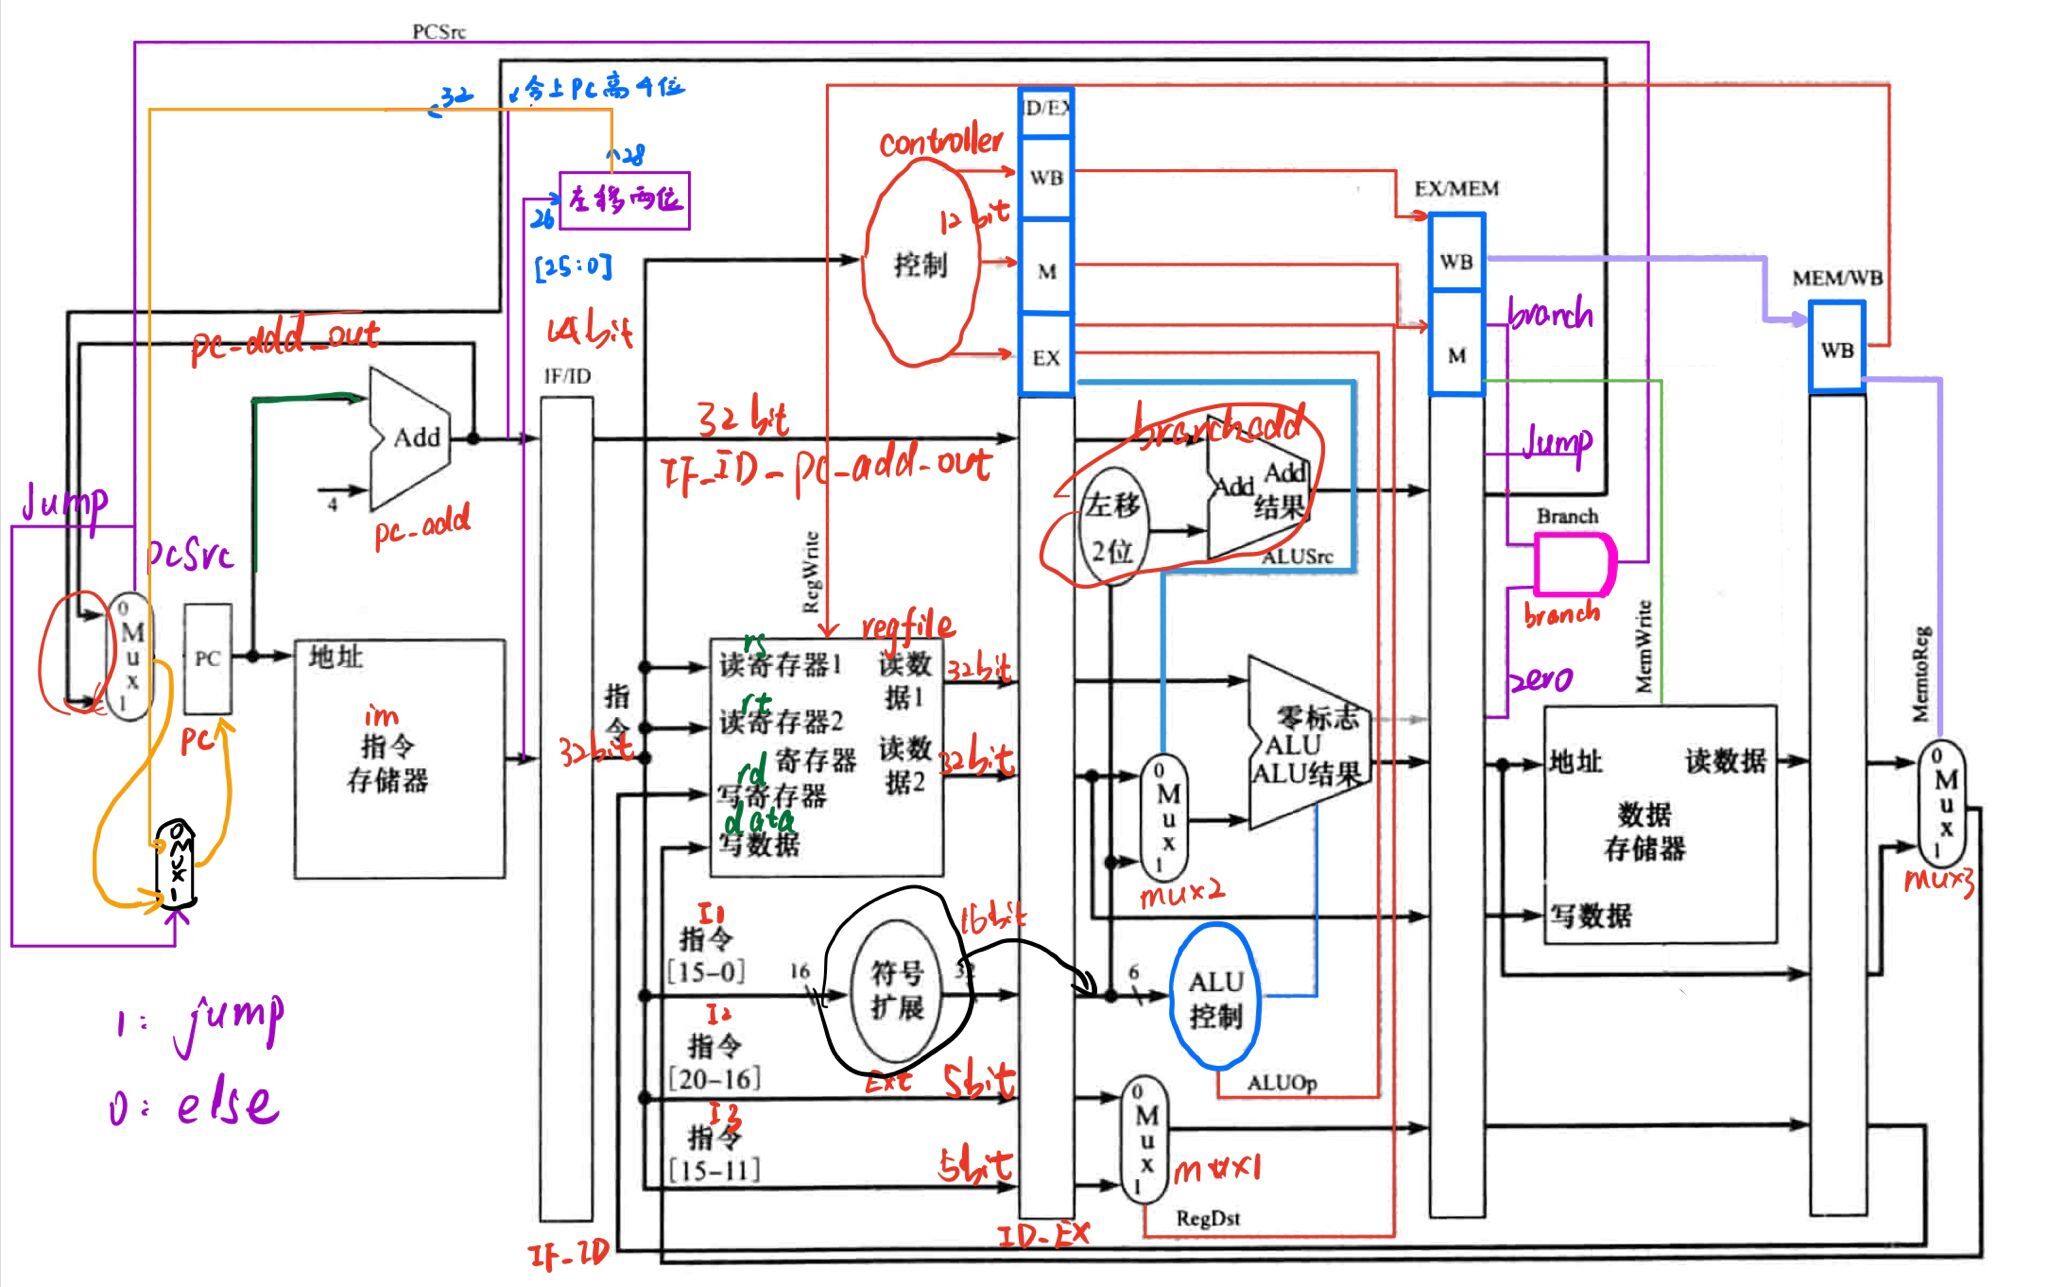 PCSrc
32
含上PC高4位
28
左移两位
26
[25:0]
controller
12 bit
控制
ID/EX
WB
M
EX
EX/MEM
WB
M
MEM/WB
WB
branch
Jump
Branch
branch
zero
pc-add-out
64bit
IF/ID
Add
4
pc-add
32 bit
IF-ID-pc-add-out
branch add
Add
Add
结果
左移
2位
ALUSrc
Jump
pcSrc
0
M
u
x
1
PC
PC
地址
im
指令
存储器
指
令
32bit
RegWrite
regfile
rs
读寄存器1
读数
据1
32bit
rt
读寄存器2
rd
寄存器
写寄存器
读数
据2
32bit
data
写数据
零标志
ALU
ALU结果
0
M
u
x
1
mux2
MemWrite
地址
读数据
数据
存储器
写数据
MemtoReg
0
M
u
x
1
mux3
0
M
U
X
1
I1
指令
[15-0]
16
符号
扩展
32
16bit
Ext
6
ALU
控制
ALUOp
I2
指令
[20-16]
5bit
I3
指令
[15-11]
5bit
0
M
u
x
1
mux1
RegDst
1: jump
0: else
IF-ID
ID-EX